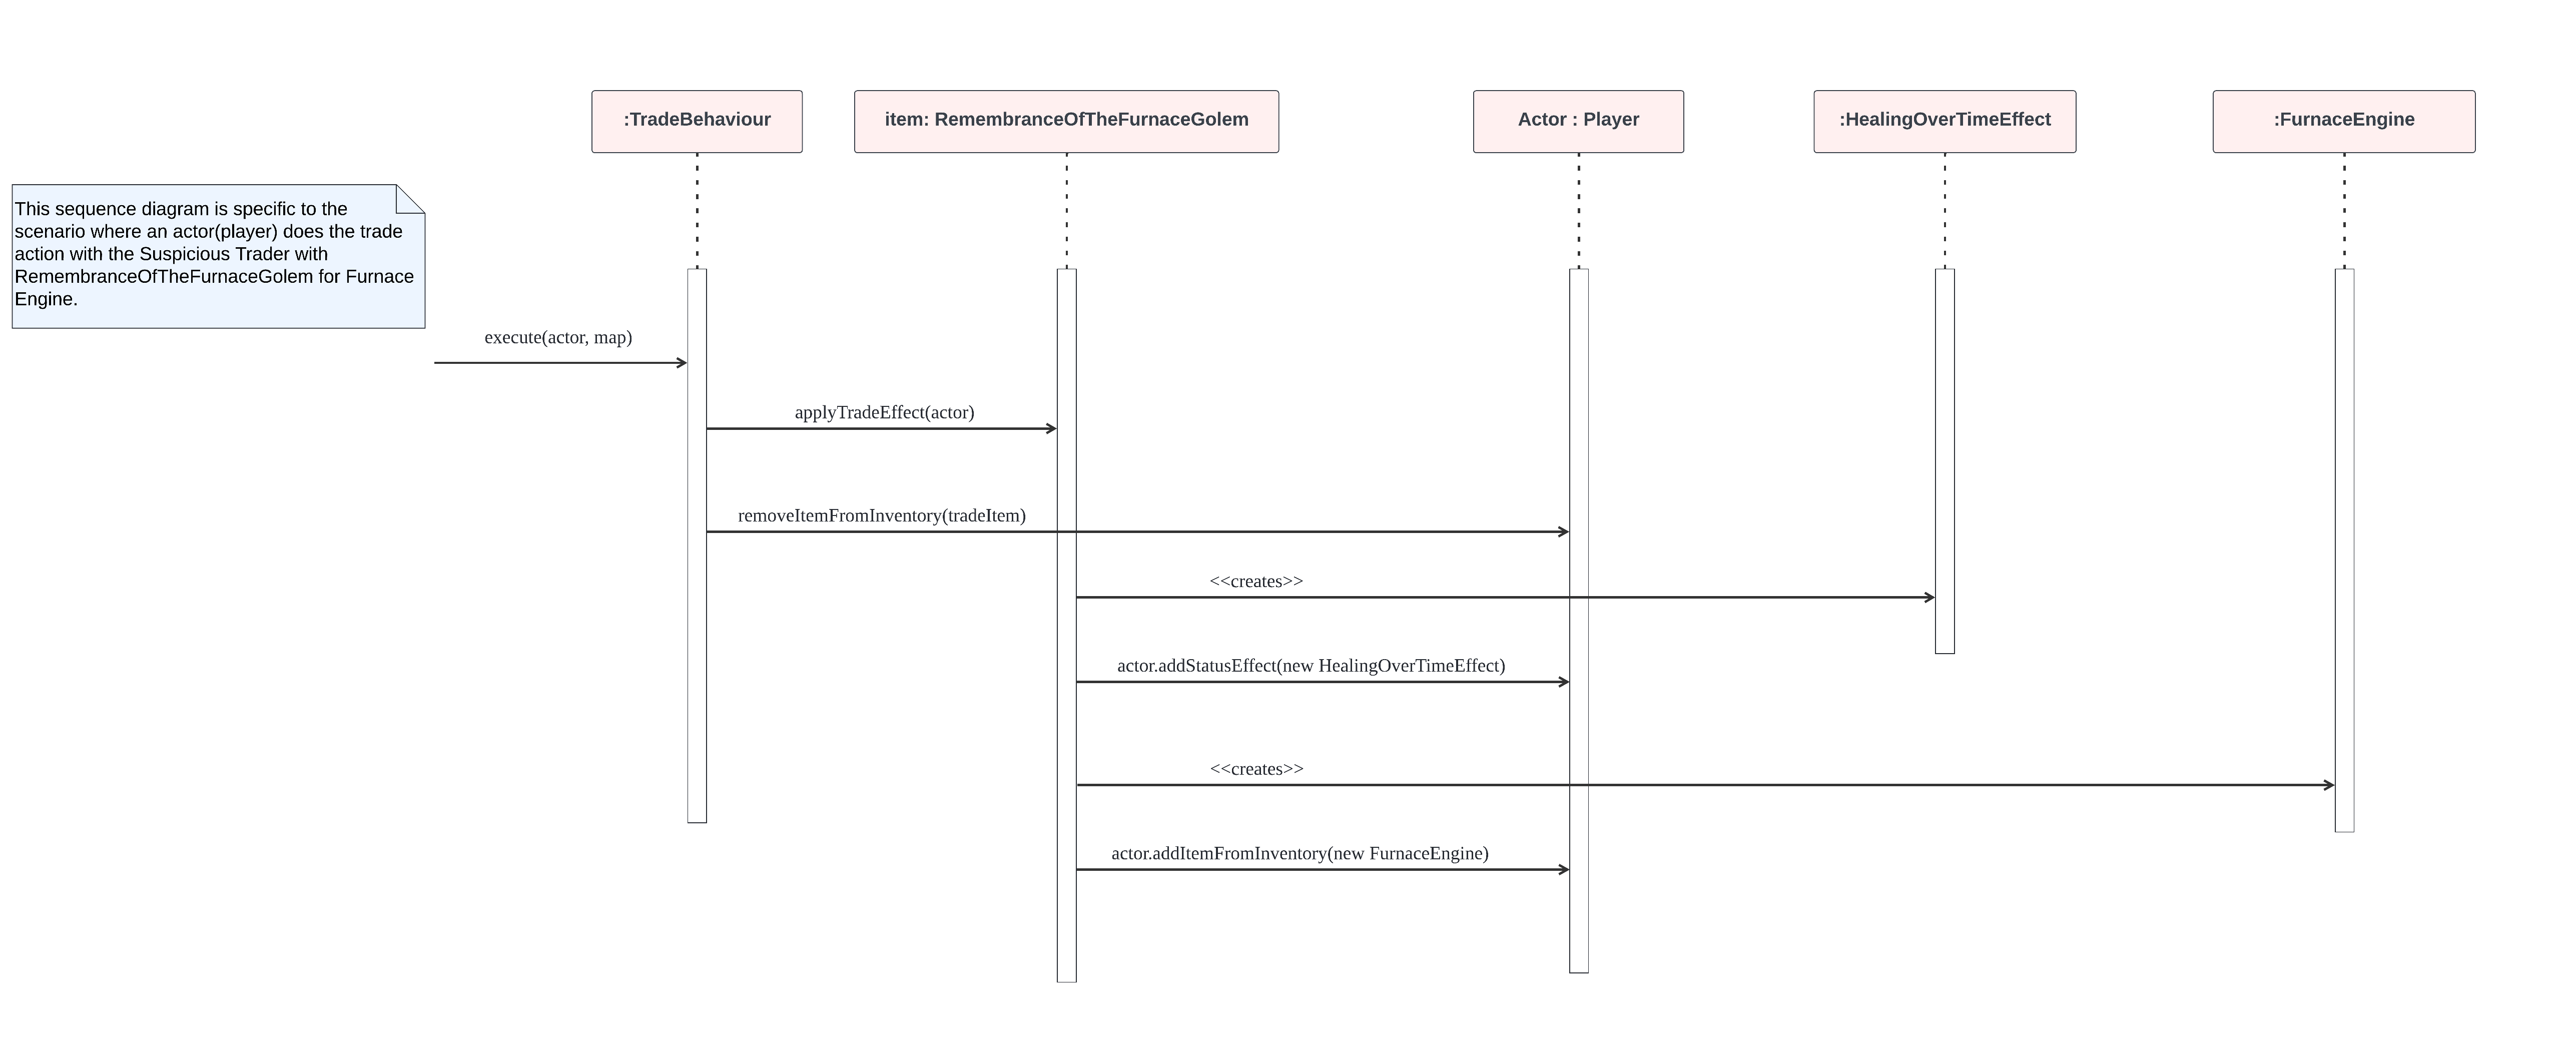 :TradeBehaviour
item: RemembranceOfTheFurnaceGolem
Actor : Player
:HealingOverTimeEffect
:FurnaceEngine
This sequence diagram is specific to the
scenario where an actor(player) does the trade
action with the Suspicious Trader with
RemembranceOfTheFurnaceGolem for Furnace
Engine.
execute(actor, map)
applyTradeEffect(actor)
removeItemFromInventory(tradeItem)
<<creates>>
actor.addStatusEffect(new HealingOverTimeEffect)
<<creates>>
actor.addItemFromInventory(new FurnaceEngine)